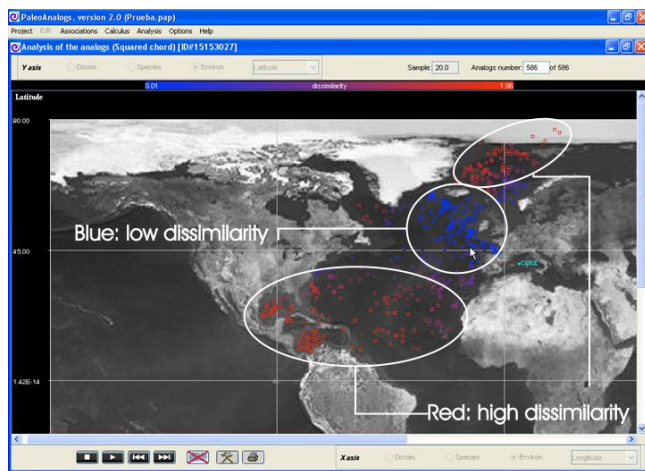 PaleoAnalogs, version 2.0 (Prueba.pap)
Project Edit Associations Calculus Analysis Options Help
Analysis of the analogs (Squared chord) [ID#15153027]
Y axis Dissim. Species Environ. Latitude Sample: 20.0 Analogs number: 586 of 586
0.01 dissimilarity 1.96
Latitude
90.00
Blue: low dissimilarity
45.00
CORE
1.42E-14
Red: high dissimilarity
X axis Dissim. Species Environ. Longitude